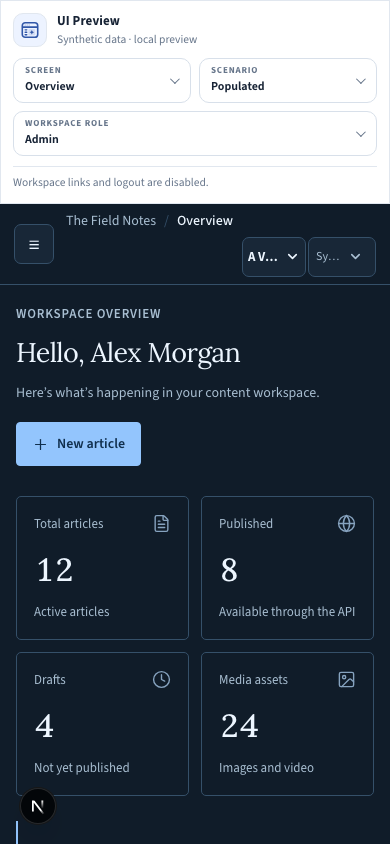 UI Preview
Synthetic data · local preview
SCREEN
Overview
SCENARIO
Populated
WORKSPACE ROLE
Admin
Workspace links and logout are disabled.
The Field Notes / Overview
A V...
Sy...
WORKSPACE OVERVIEW
Hello, Alex Morgan
Here's what's happening in your content workspace.
New article
Total articles
12
Active articles
Published
8
Available through the API
Drafts
4
Not yet published
Media assets
24
Images and video
N